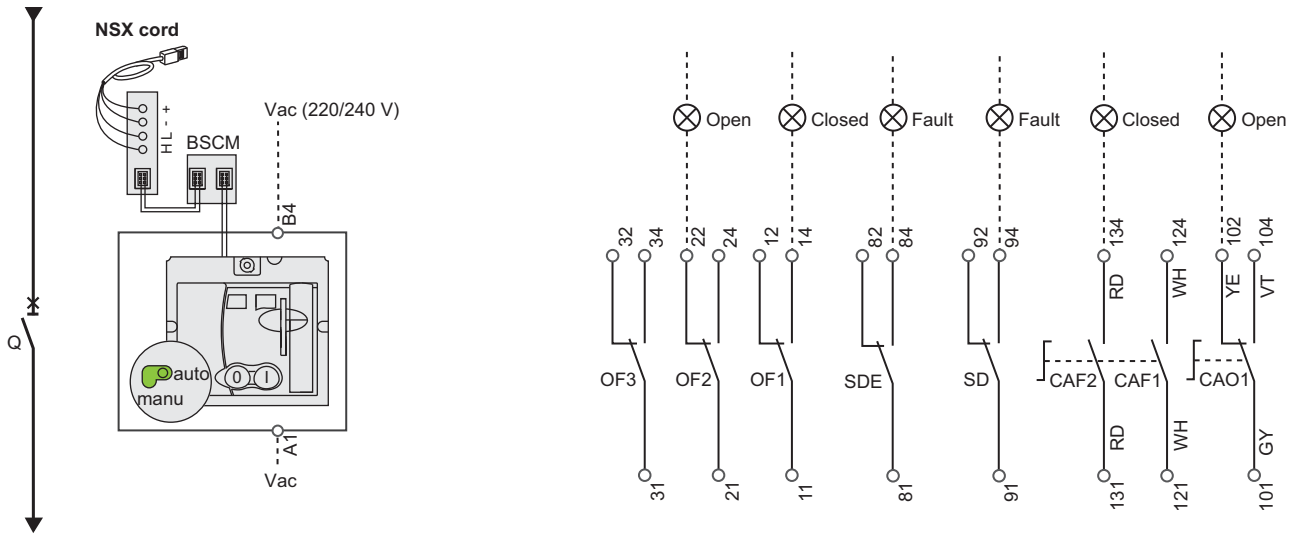 NSX cord
+
-
L
H
BSCM
Vac (220/240 V)
B4
Q
auto
manu
0
I
A1
Vac
Open
Closed
Fault
Fault
Closed
Open
32
34
22
24
12
14
82
84
92
94
134
124
102
104
RD
WH
YE
VT
OF3
OF2
OF1
SDE
SD
CAF2
CAF1
CAO1
RD
WH
GY
31
21
11
81
91
131
121
101